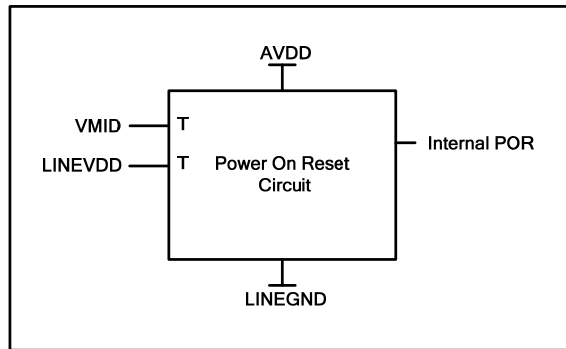 AVDD
VMID
T
LINEVDD
T
Power On Reset
Circuit
Internal POR
LINEGND